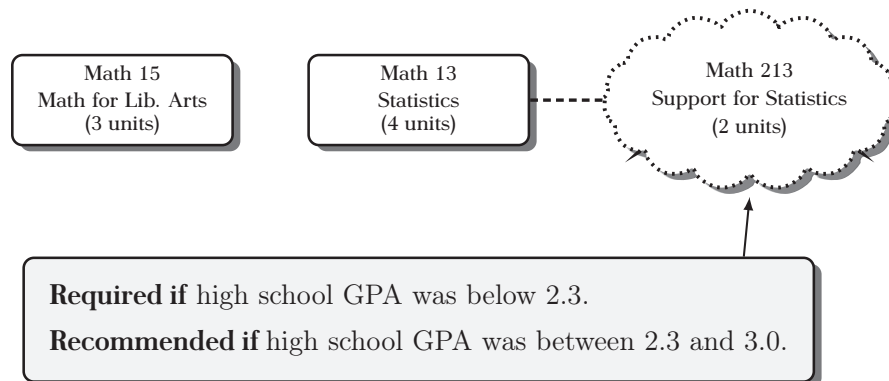 Math 15
Math for Lib. Arts
(3 units)
Math 13
Statistics
(4 units)
Math 213
Support for Statistics
(2 units)
Required if high school GPA was below 2.3.
Recommended if high school GPA was between 2.3 and 3.0.